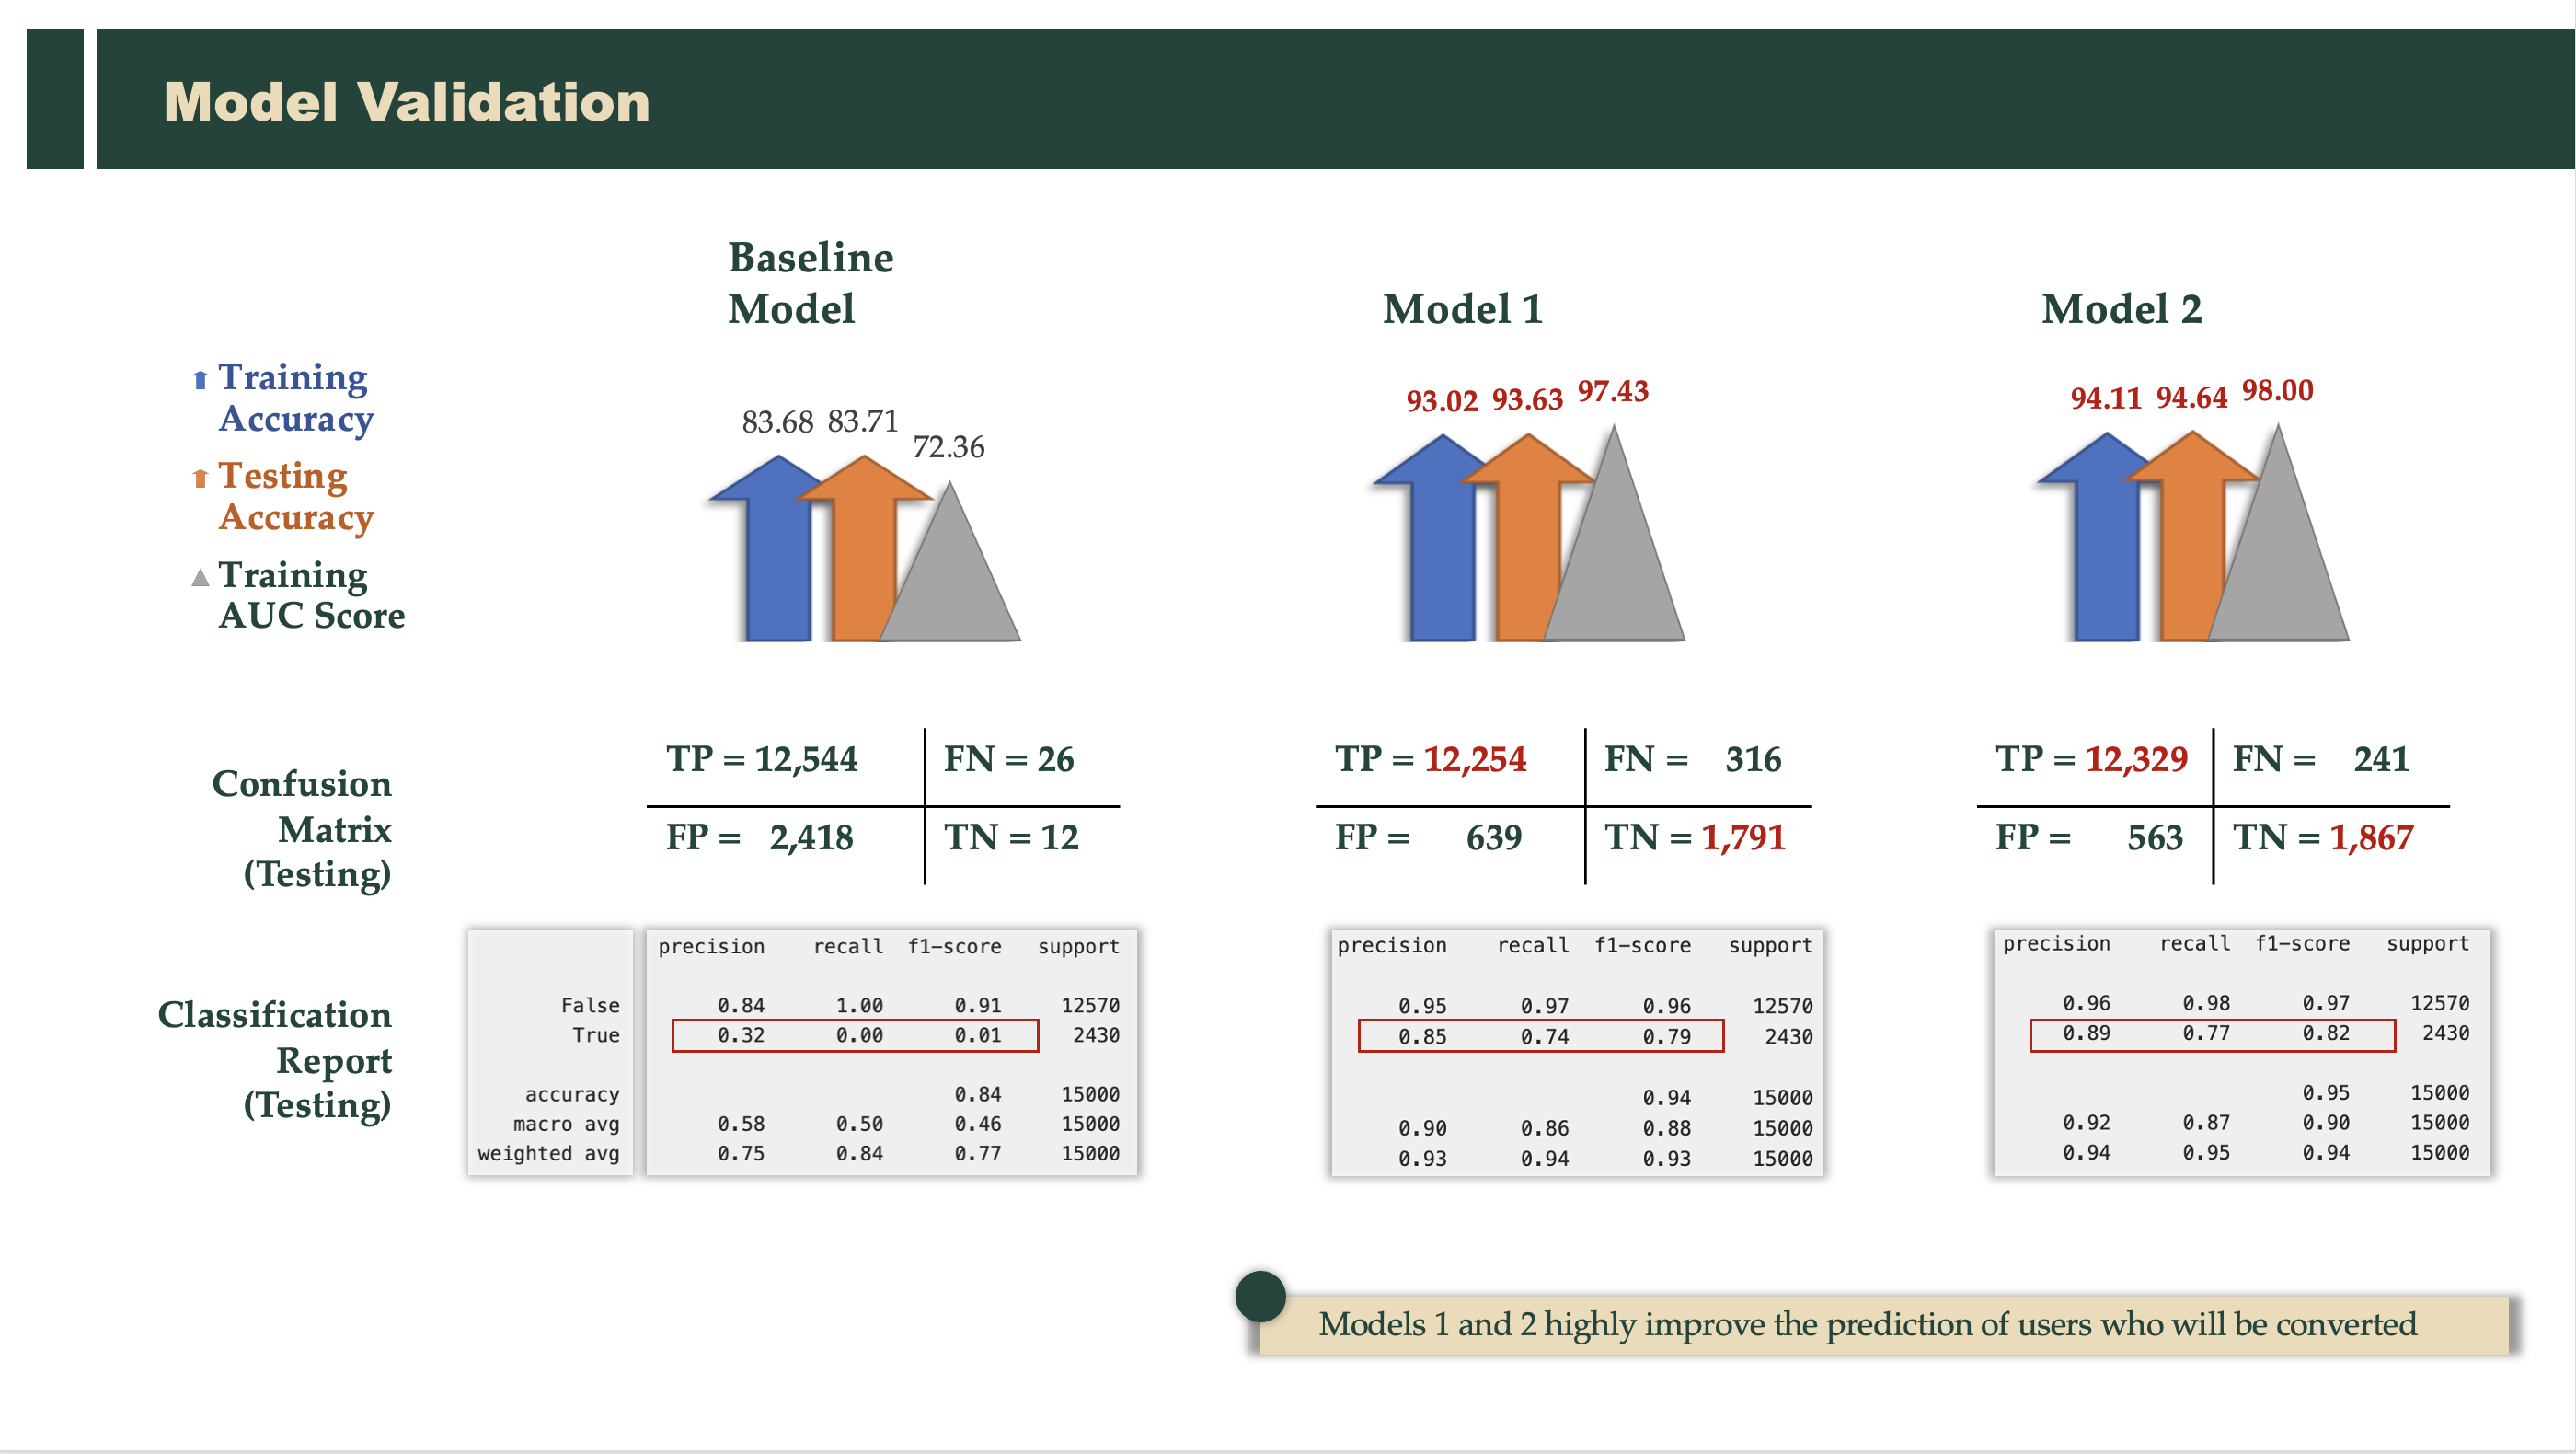 Model Validation
Baseline
Model
Model 1
Model 2
Training
Accuracy
Testing
Accuracy
Training
AUC Score
83.68 83.71 72.36
93.02 93.63 97.43
94.11 94.64 98.00
Confusion
Matrix
(Testing)
TP = 12,544 FN = 26
FP = 2,418 TN = 12
TP = 12,254 FN = 316
FP = 639 TN = 1,791
TP = 12,329 FN = 241
FP = 563 TN = 1,867
Classification
Report
(Testing)
precision recall f1-score support
False 0.84 1.00 0.91 12570
True 0.32 0.00 0.01 2430
accuracy 0.84 15000
macro avg 0.58 0.50 0.46 15000
weighted avg 0.75 0.84 0.77 15000
precision recall f1-score support
0.95 0.97 0.96 12570
0.85 0.74 0.79 2430
0.94 15000
0.90 0.86 0.88 15000
0.93 0.94 0.93 15000
precision recall f1-score support
0.96 0.98 0.97 12570
0.89 0.77 0.82 2430
0.95 15000
0.92 0.87 0.90 15000
0.94 0.95 0.94 15000
Models 1 and 2 highly improve the prediction of users who will be converted